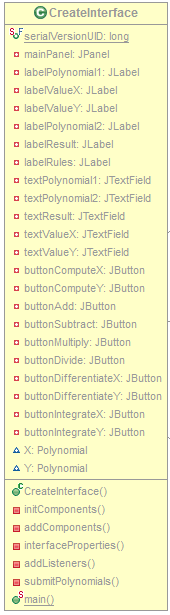 CreateInterface
serialVersionUID: long
mainPanel: JPanel
labelPolynomial1: JLabel
labelValueX: JLabel
labelValueY: JLabel
labelPolynomial2: JLabel
labelResult: JLabel
labelRules: JLabel
textPolynomial1: JTextField
textPolynomial2: JTextField
textResult: JTextField
textValueX: JTextField
textValueY: JTextField
buttonComputeX: JButton
buttonComputeY: JButton
buttonAdd: JButton
buttonSubtract: JButton
buttonMultiply: JButton
buttonDivide: JButton
buttonDifferentiateX: JButton
buttonDifferentiateY: JButton
buttonIntegrateX: JButton
buttonIntegrateY: JButton
X: Polynomial
Y: Polynomial
CreateInterface()
initComponents()
addComponents()
interfaceProperties()
addListeners()
submitPolynomials()
main()